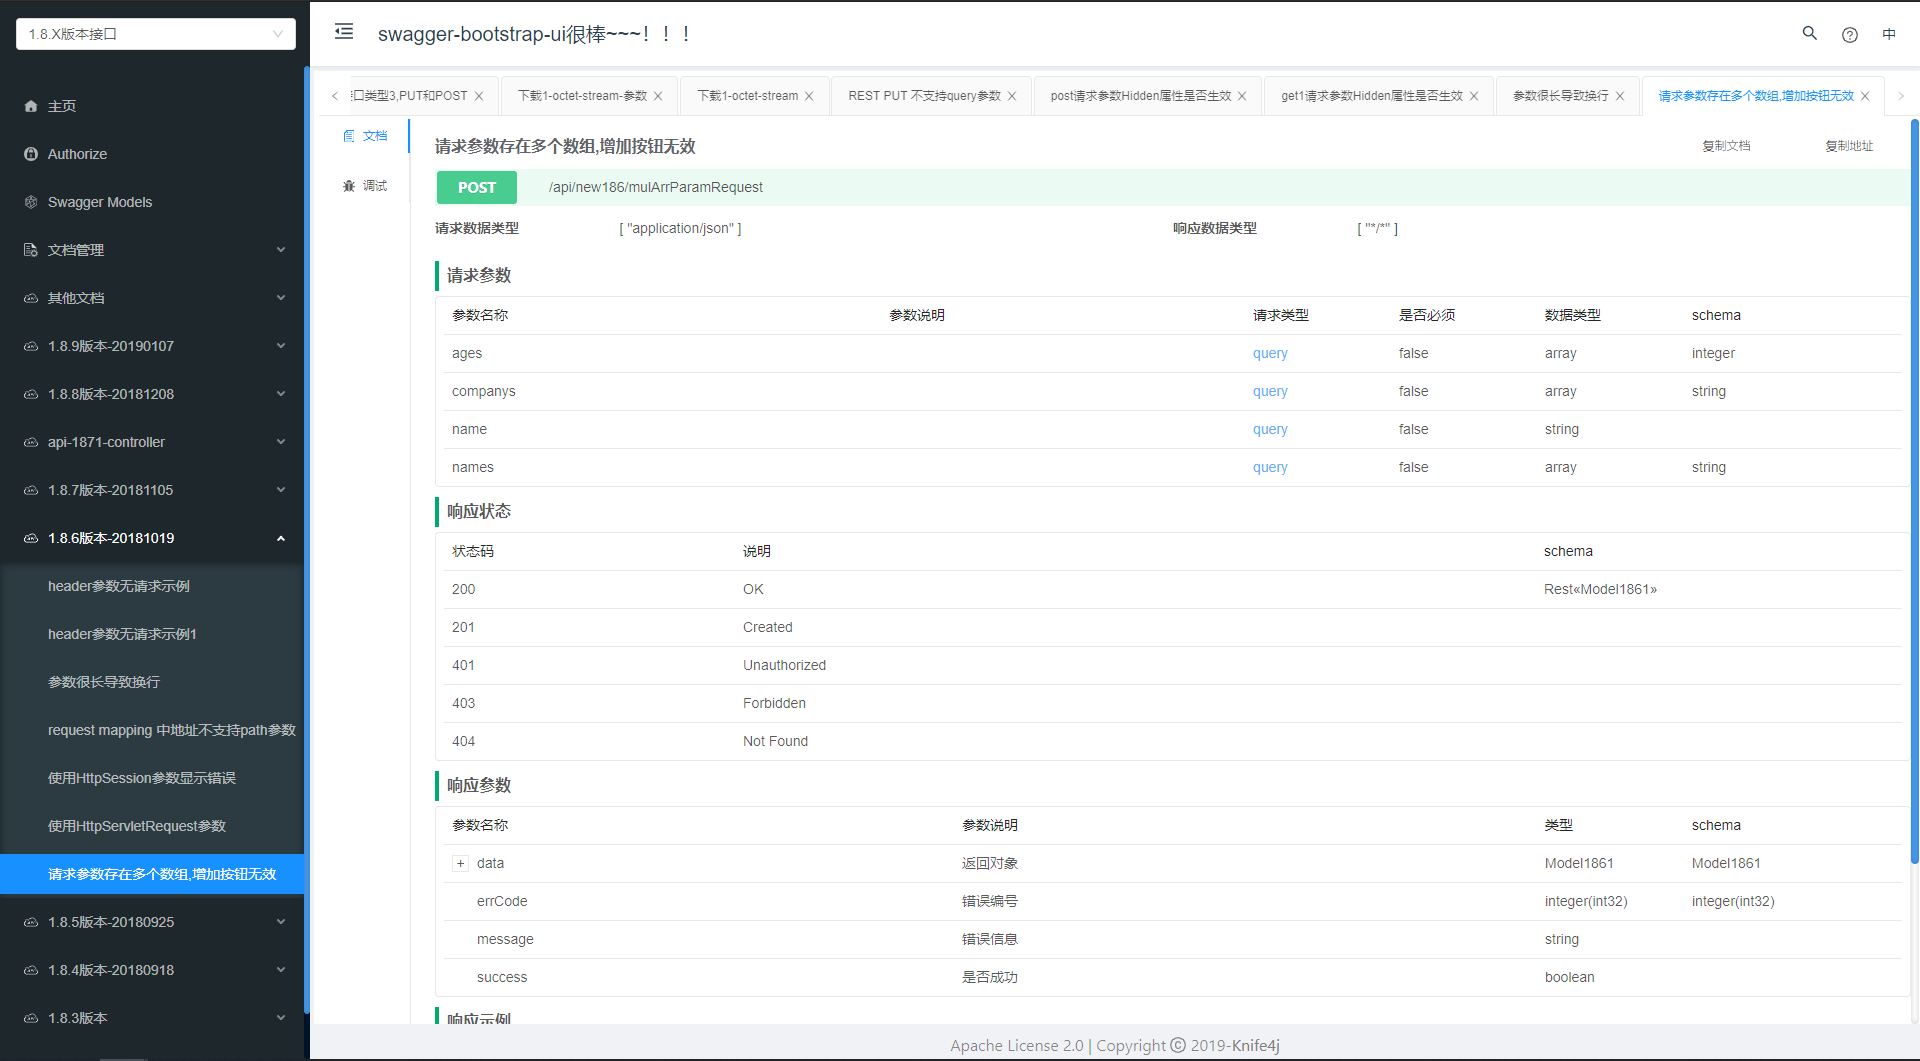 1.8.X版本接口
主页
Authorize
Swagger Models
文档管理
其他文档
1.8.9版本-20190107
1.8.8版本-20181208
api-1871-controller
1.8.7版本-20181105
1.8.6版本-20181019
header参数无请求示例
header参数无请求示例1
参数很长导致换行
request mapping 中地址不支持path参数
使用HttpSession参数显示错误
使用HttpServletRequest参数
请求参数存在多个数组,增加按钮无效
1.8.5版本-20180925
1.8.4版本-20180918
1.8.3版本
swagger-bootstrap-ui很棒~~~！！！
中
口类型3,PUT和POST
下载1-octet-stream-参数
下载1-octet-stream
REST PUT 不支持query参数
post请求参数Hidden属性是否生效
get1请求参数Hidden属性是否生效
参数很长导致换行
请求参数存在多个数组,增加按钮无效
文档
调试
请求参数存在多个数组,增加按钮无效 复制文档 复制地址
POST /api/new186/mulArrParamRequest
请求数据类型 [ "application/json" ] 响应数据类型 [ "*/*" ]
请求参数
参数名称 参数说明 请求类型 是否必须 数据类型 schema
ages query false array integer
companys query false array string
name query false string
names query false array string
响应状态
状态码 说明 schema
200 OK Rest«Model1861»
201 Created
401 Unauthorized
403 Forbidden
404 Not Found
响应参数
参数名称 参数说明 类型 schema
data 返回对象 Model1861 Model1861
errCode 错误编号 integer(int32) integer(int32)
message 错误信息 string
success 是否成功 boolean
响应示例
Apache License 2.0 | Copyright © 2019-Knife4j